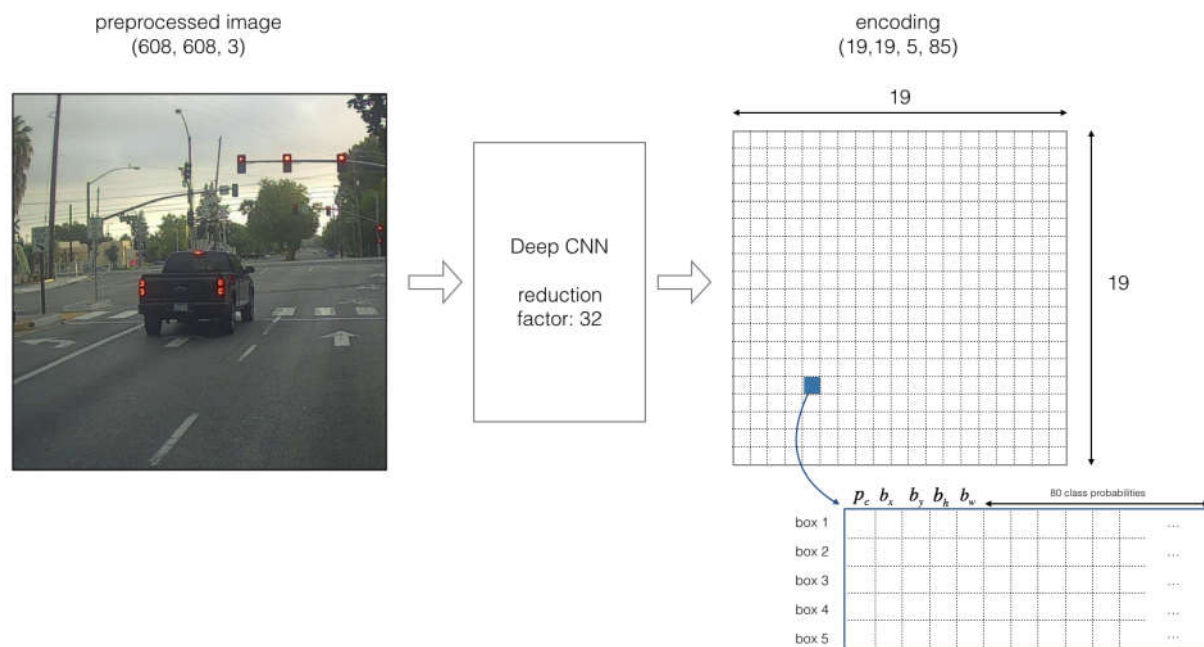 preprocessed image
(608, 608, 3)
encoding
(19,19, 5, 85)
19
Deep CNN
reduction
factor: 32
19
p_c b_x b_y b_h b_w
80 class probabilities
box 1 ...
box 2 ...
box 3 ...
box 4 ...
box 5 ...